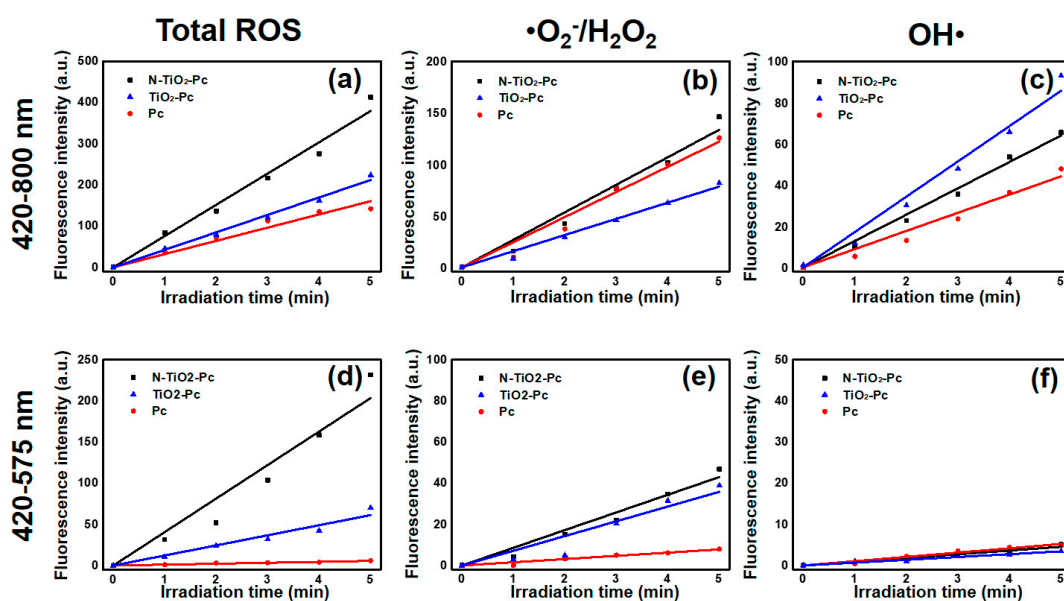 Total ROS
•O₂⁻/H₂O₂
OH•
420-800 nm
Fluorescence intensity (a.u.)
500
400
300
200
100
0
N-TiO₂-Pc
TiO₂-Pc
Pc
(a)
0 1 2 3 4 5
Irradiation time (min)
Fluorescence intensity (a.u.)
200
150
100
50
0
N-TiO₂-Pc
TiO₂-Pc
Pc
(b)
0 1 2 3 4 5
Irradiation time (min)
Fluorescence intensity (a.u.)
100
80
60
40
20
0
N-TiO₂-Pc
TiO₂-Pc
Pc
(c)
0 1 2 3 4 5
Irradiation time (min)
420-575 nm
Fluorescence intensity (a.u.)
250
200
150
100
50
0
N-TiO2-Pc
TiO2-Pc
Pc
(d)
0 1 2 3 4 5
Irradiation time (min)
Fluorescence intensity (a.u.)
100
80
60
40
20
0
N-TiO2-Pc
TiO2-Pc
Pc
(e)
0 1 2 3 4 5
Irradiation time (min)
Fluorescence intensity (a.u.)
50
40
30
20
10
0
N-TiO₂-Pc
TiO₂-Pc
Pc
(f)
0 1 2 3 4 5
Irradiation time (min)